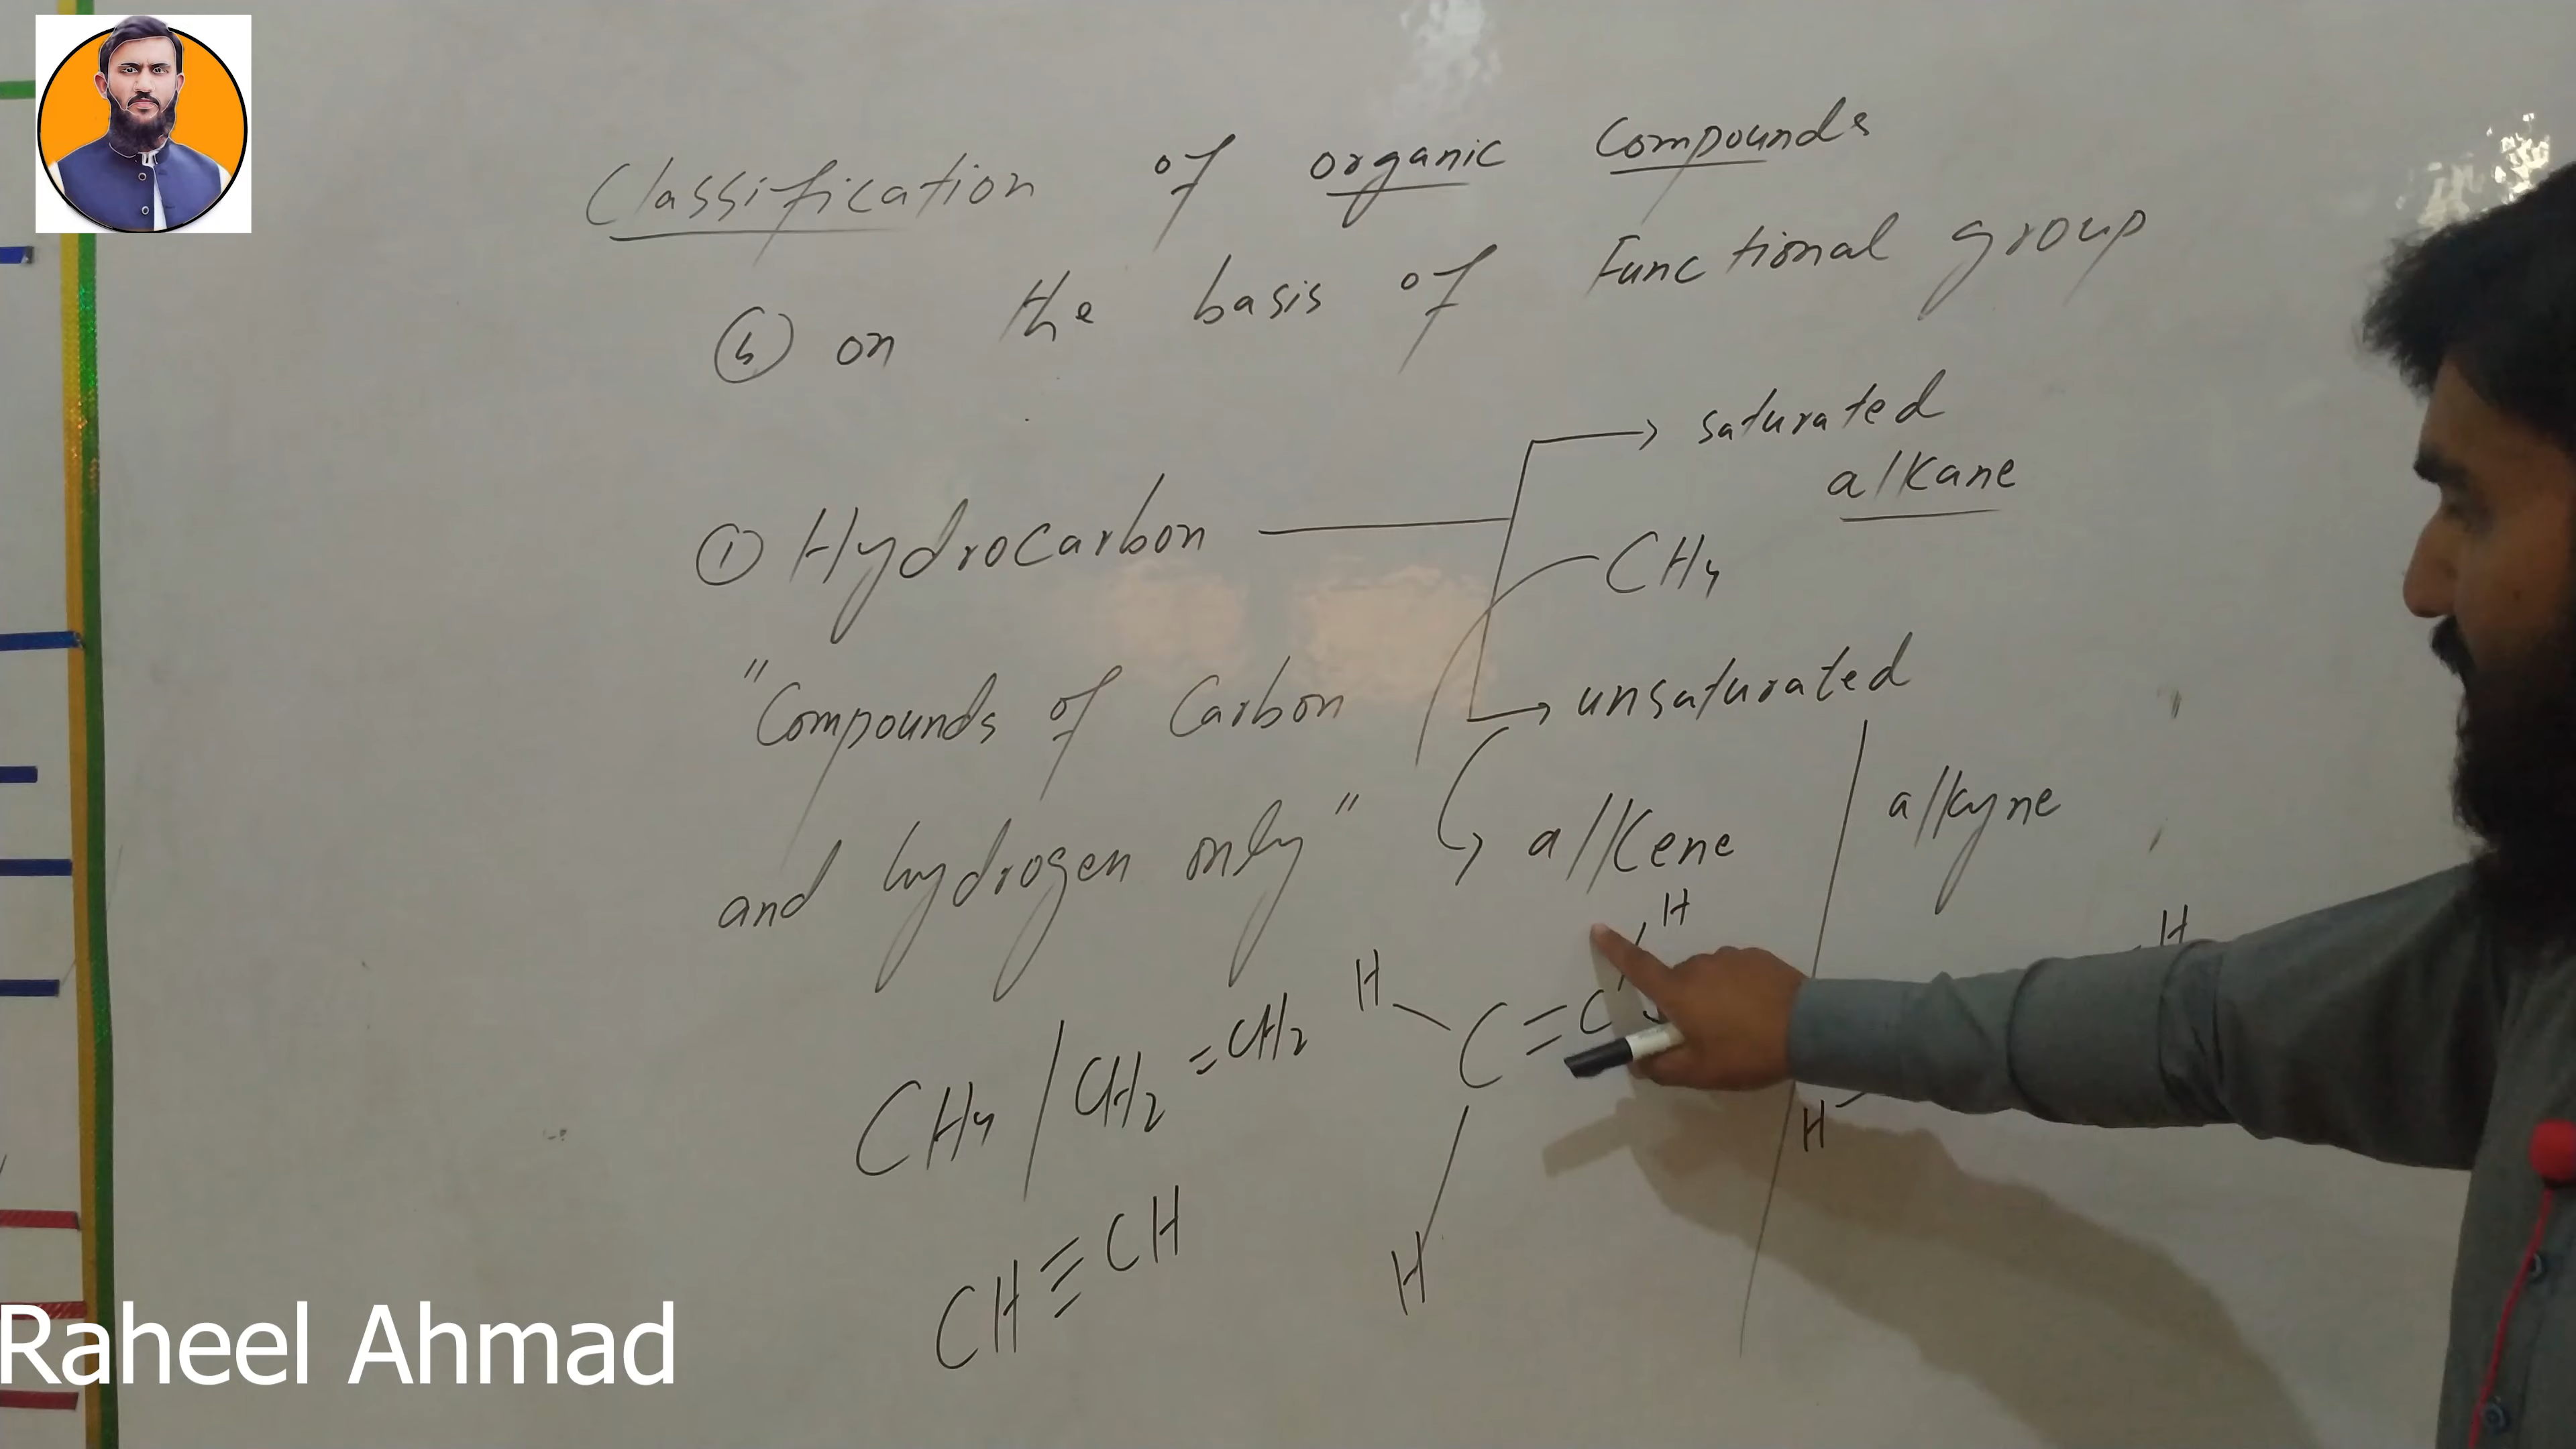 Classification of organic Compounds
(b) on the basis of Functional group
① Hydrocarbon → saturated
alkane
CH4
→ unsaturated
"Compounds of Carbon
and hydrogen only"
alkene
alkyne
H
H
H
C=C
H
H
CH4 / CH2=CH2
CH≡CH
Raheel Ahmad